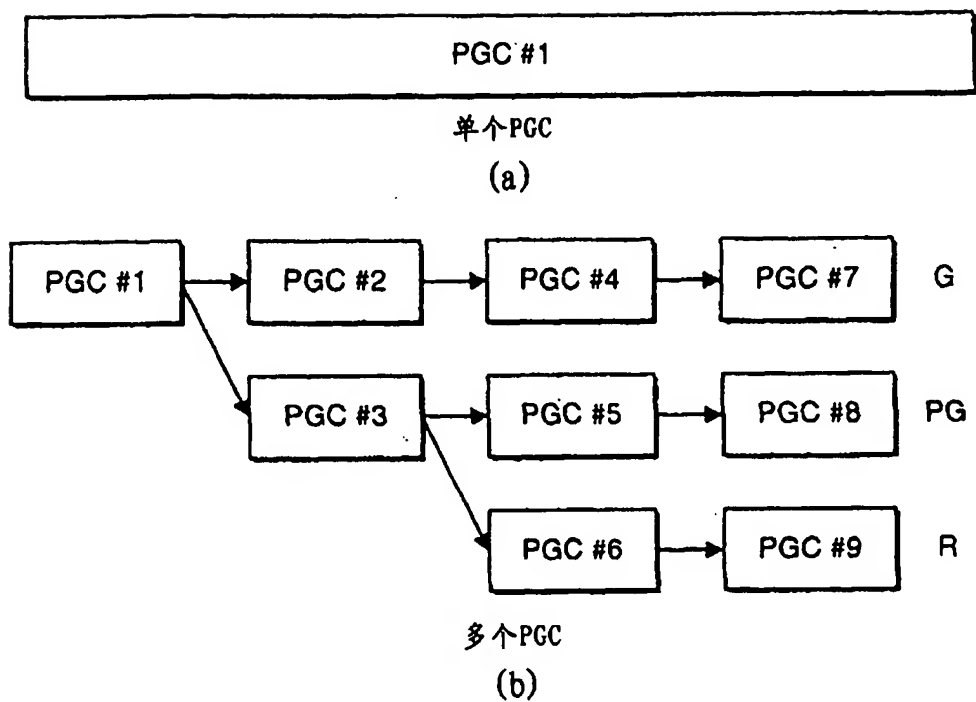 PGC #1
单个PGC
(a)
PGC #1 PGC #2 PGC #4 PGC #7 G
PGC #3 PGC #5 PGC #8 PG
PGC #6 PGC #9 R
多个PGC
(b)